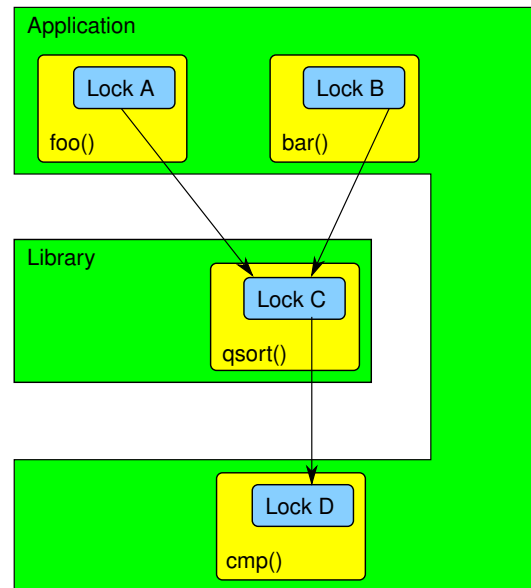 Application
Lock A
Lock B
foo()
bar()
Library
Lock C
qsort()
Lock D
cmp()